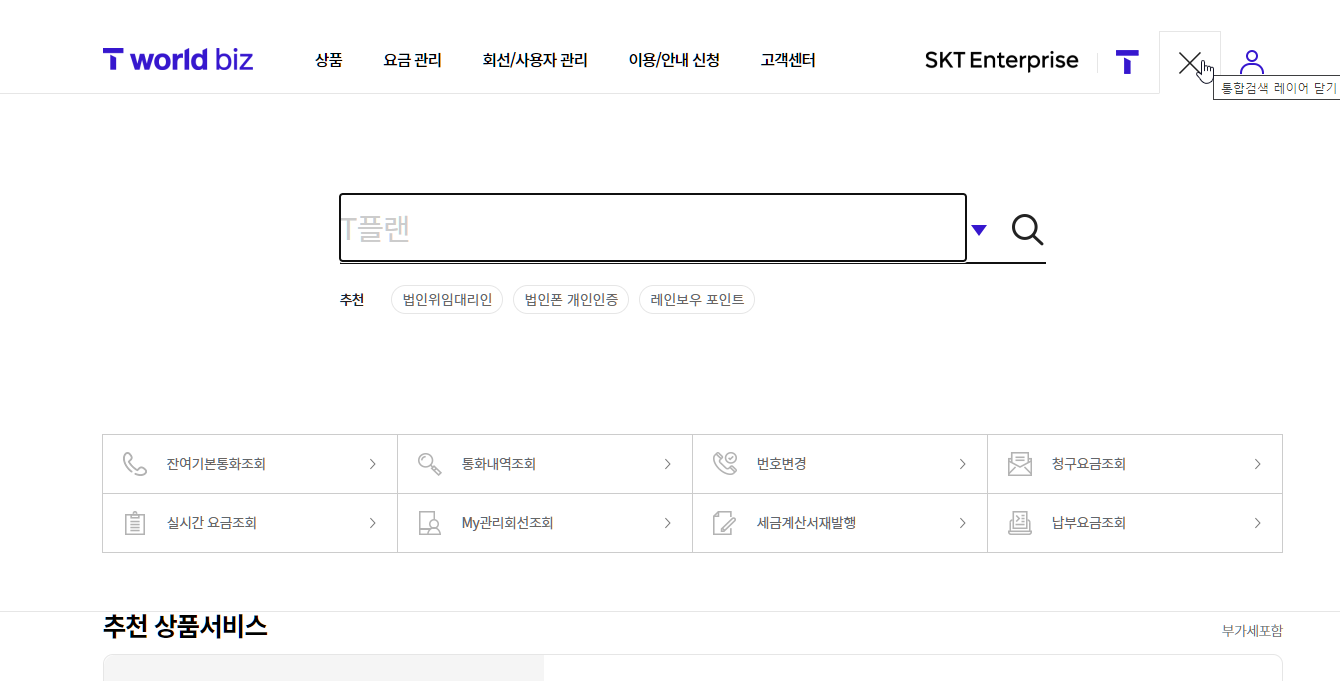 T world biz 상품 요금 관리 회선/사용자 관리 이용/안내 신청 고객센터 SKT Enterprise T
통합검색 레이어 닫기
T플랜
추천 법인위임대리인 법인폰 개인인증 레인보우 포인트
잔여기본통화조회 통화내역조회 번호변경 청구요금조회
실시간 요금조회 My관리회선조회 세금계산서재발행 납부요금조회
추천 상품서비스
부가세포함